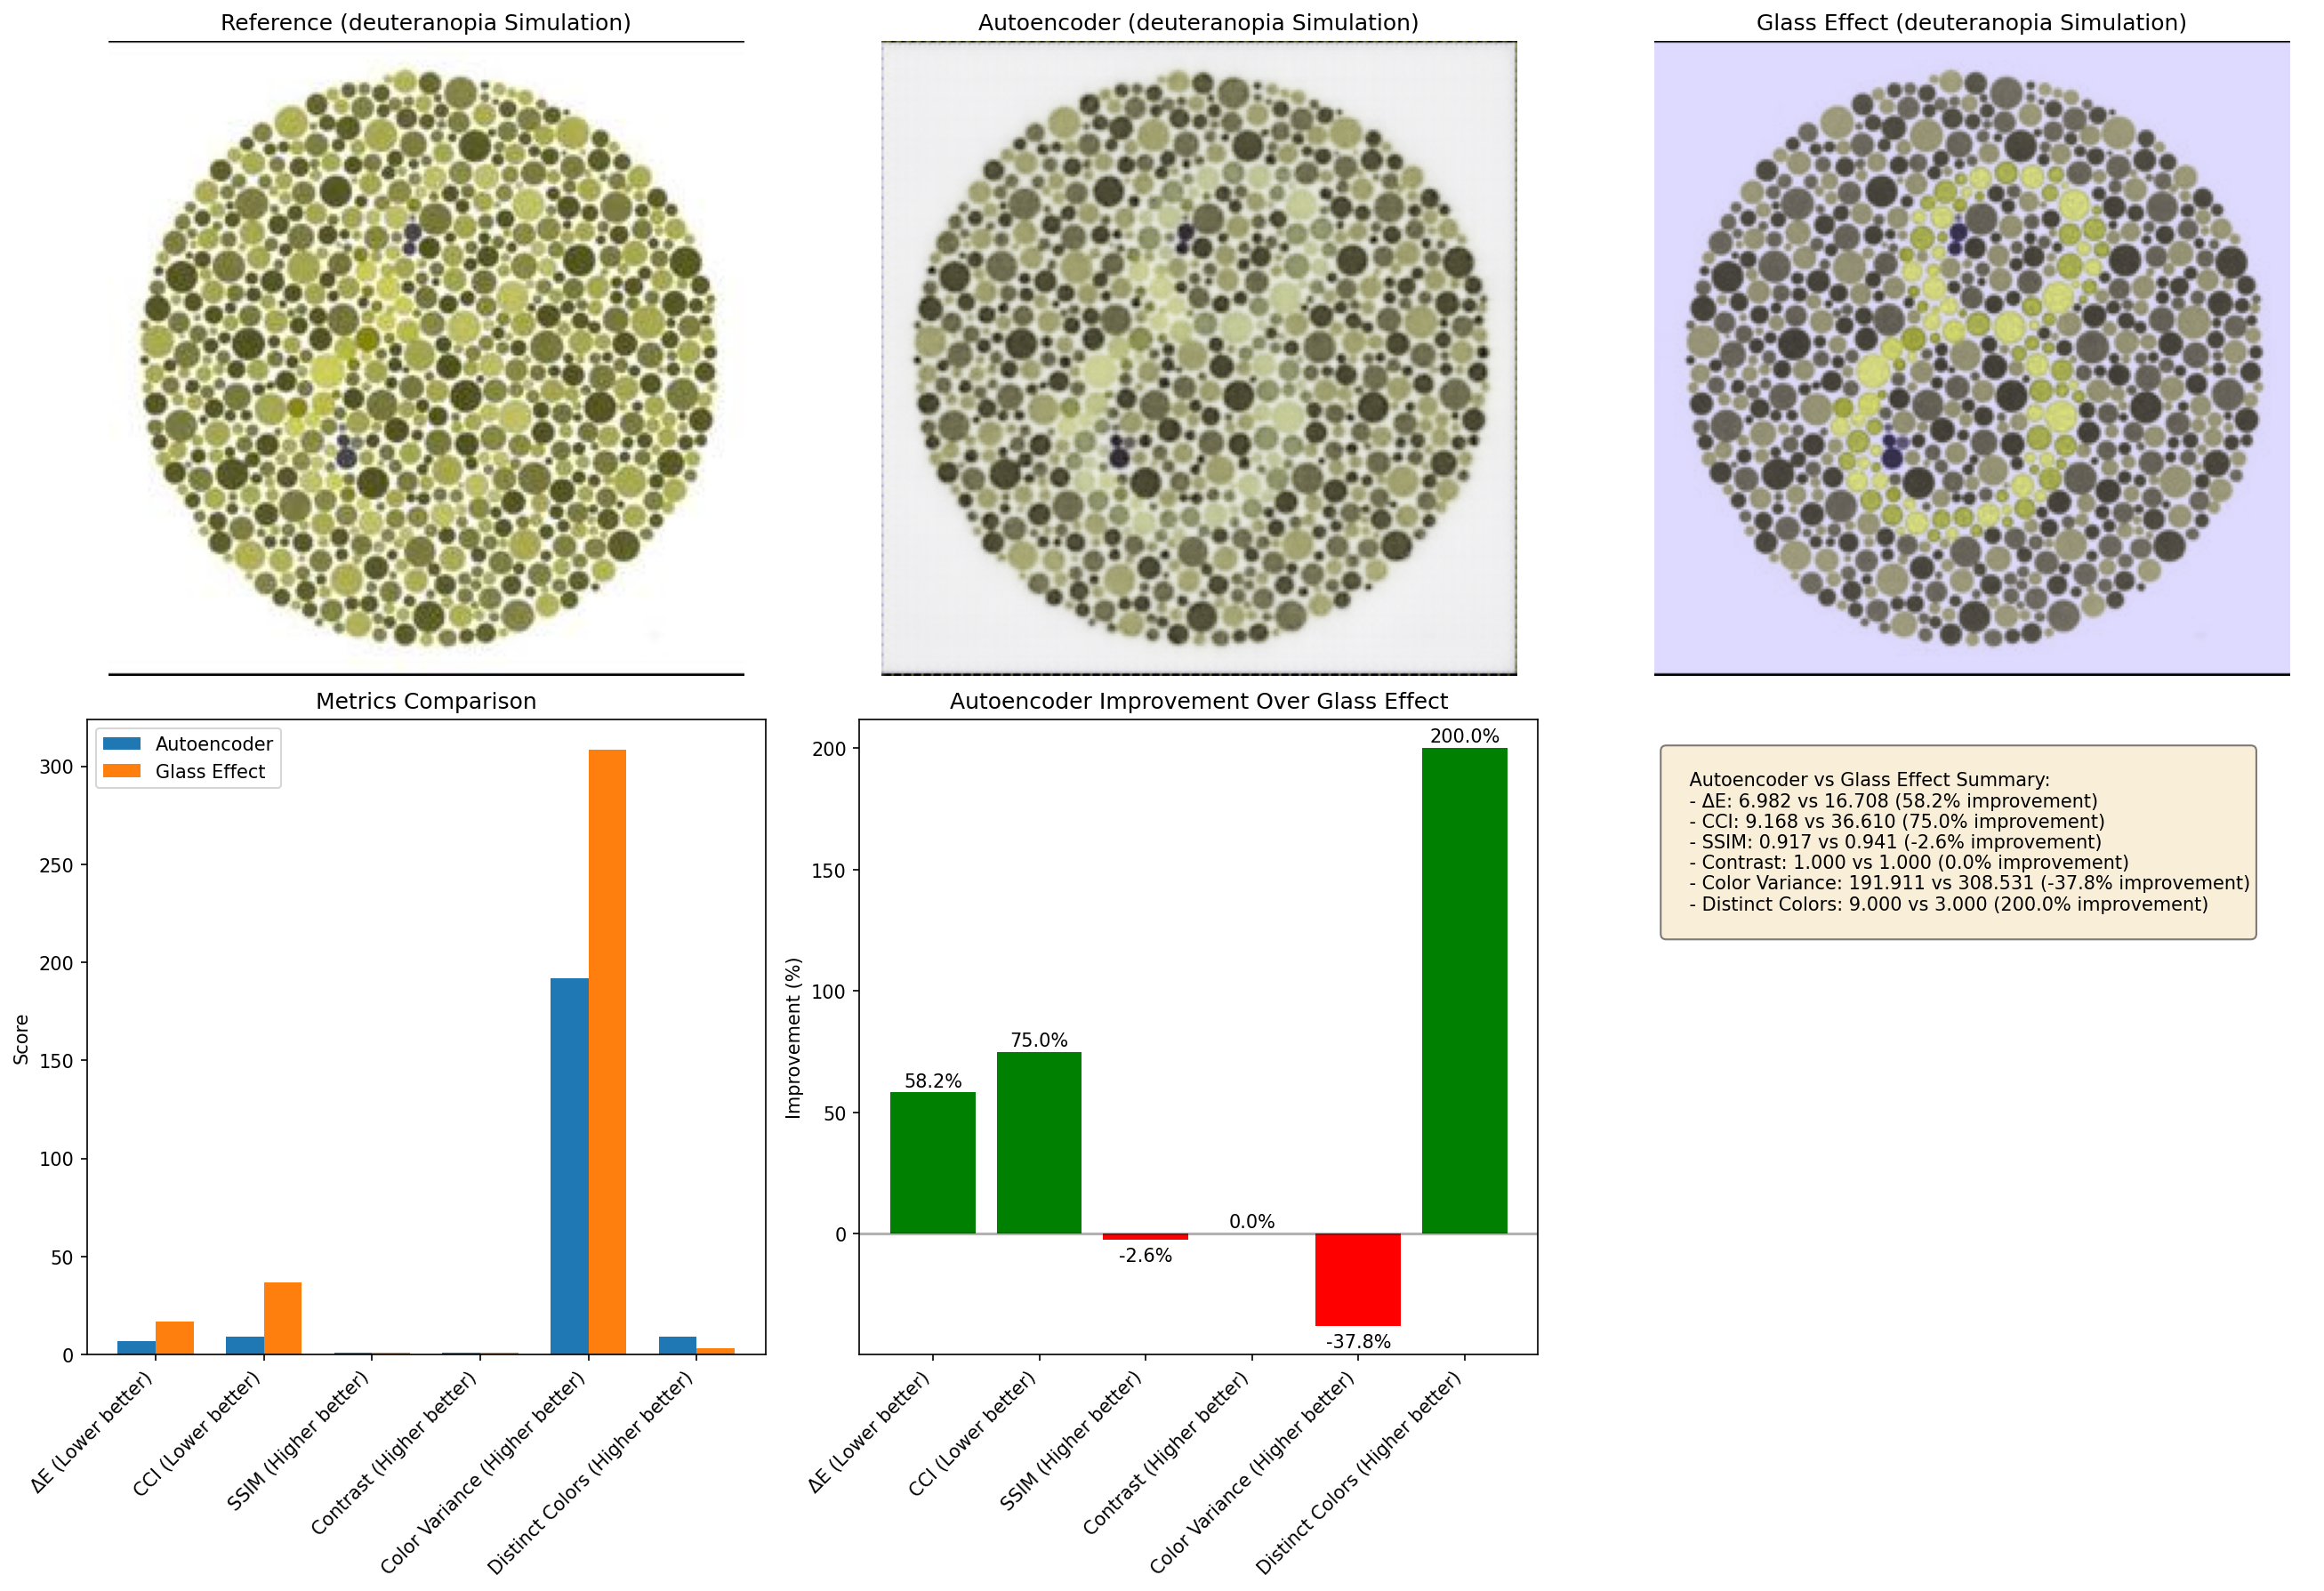 Reference (deuteranopia Simulation)
Autoencoder (deuteranopia Simulation)
Glass Effect (deuteranopia Simulation)
Metrics Comparison
Autoencoder
Glass Effect
Score
300
250
200
150
100
50
0
ΔE (Lower better)
CCI (Lower better)
SSIM (Higher better)
Contrast (Higher better)
Color Variance (Higher better)
Distinct Colors (Higher better)
Autoencoder Improvement Over Glass Effect
Improvement (%)
200
150
100
50
0
58.2%
75.0%
-2.6%
0.0%
-37.8%
200.0%
ΔE (Lower better)
CCI (Lower better)
SSIM (Higher better)
Contrast (Higher better)
Color Variance (Higher better)
Distinct Colors (Higher better)
Autoencoder vs Glass Effect Summary:
- ΔE: 6.982 vs 16.708 (58.2% improvement)
- CCI: 9.168 vs 36.610 (75.0% improvement)
- SSIM: 0.917 vs 0.941 (-2.6% improvement)
- Contrast: 1.000 vs 1.000 (0.0% improvement)
- Color Variance: 191.911 vs 308.531 (-37.8% improvement)
- Distinct Colors: 9.000 vs 3.000 (200.0% improvement)